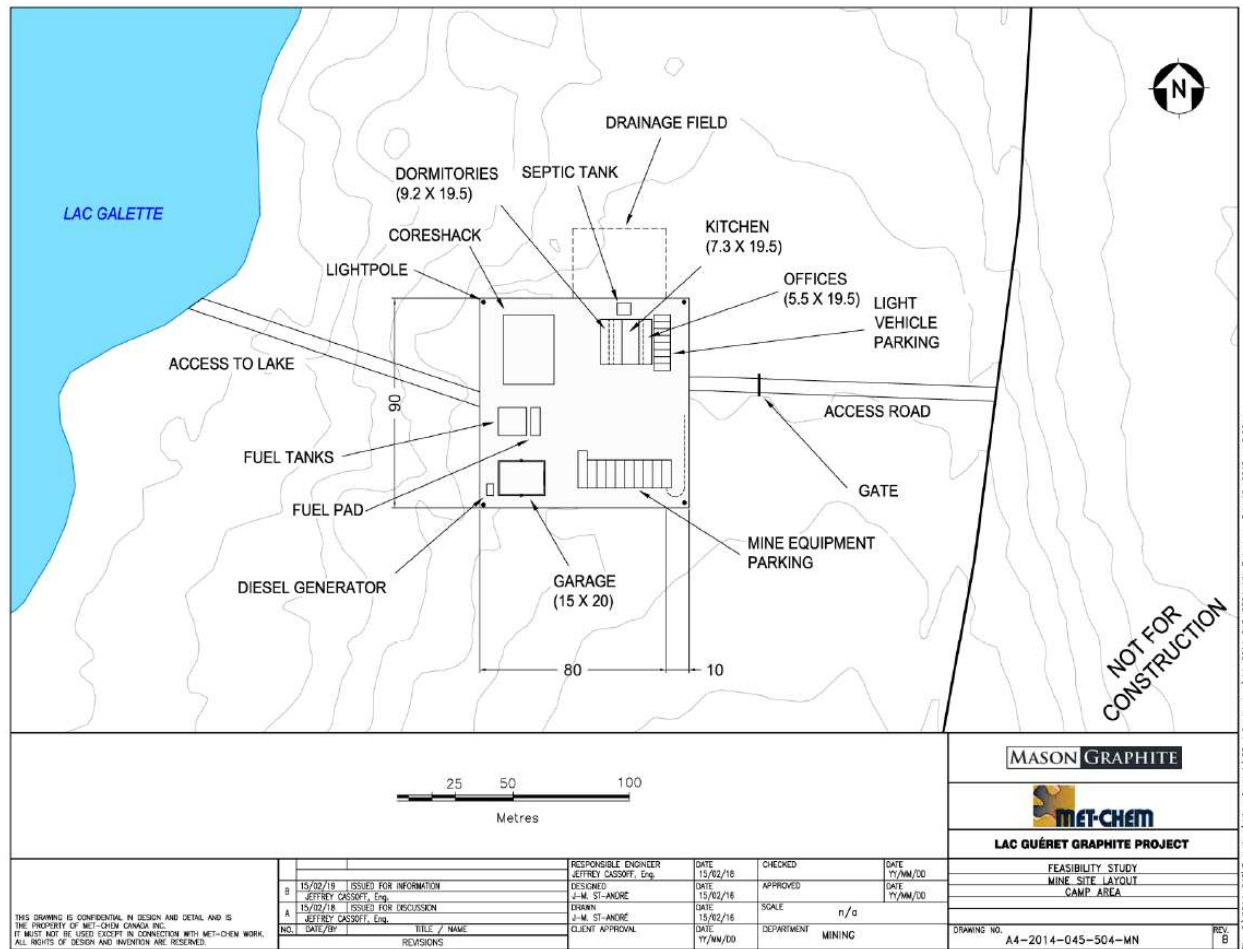 N
DRAINAGE FIELD
DORMITORIES
(9.2 X 19.5)
SEPTIC TANK
LAC GALETTE
KITCHEN
(7.3 X 19.5)
CORESHACK
LIGHTPOLE
OFFICES
(5.5 X 19.5)
LIGHT
VEHICLE
PARKING
ACCESS TO LAKE
90
ACCESS ROAD
FUEL TANKS
GATE
FUEL PAD
MINE EQUIPMENT
PARKING
DIESEL GENERATOR
GARAGE
(15 X 20)
80
10
NOT FOR
CONSTRUCTION
25 50 100
Metres
MASON GRAPHITE
MET-CHEM
LAC GUÉRET GRAPHITE PROJECT
FEASIBILITY STUDY
MINE SITE LAYOUT
CAMP AREA
DRAWING NO.
A4-2014-045-504-MN
REV.
B
THIS DRAWING IS CONFIDENTIAL IN DESIGN AND DETAIL AND IS
THE PROPERTY OF MET-CHEM CANADA INC.
IT MUST NOT BE USED EXCEPT IN CONNECTION WITH MET-CHEM WORK.
ALL RIGHTS OF DESIGN AND INVENTION ARE RESERVED.
B 15/02/19 ISSUED FOR INFORMATION
JEFFREY CASSOFF, Eng.
A 15/02/18 ISSUED FOR DISCUSSION
JEFFREY CASSOFF, Eng.
NO. DATE/BY TITLE / NAME
REVISIONS
RESPONSIBLE ENGINEER
JEFFREY CASSOFF, Eng.
DATE
15/02/18
CHECKED
DATE
YY/MM/DD
DESIGNED
J-M. ST-ANDRÉ
DATE
15/02/16
APPROVED
DATE
YY/MM/DD
DRAWN
J-M. ST-ANDRÉ
DATE
15/02/16
SCALE
n/a
CLIENT APPROVAL
DATE
YY/MM/DD
DEPARTMENT
MINING